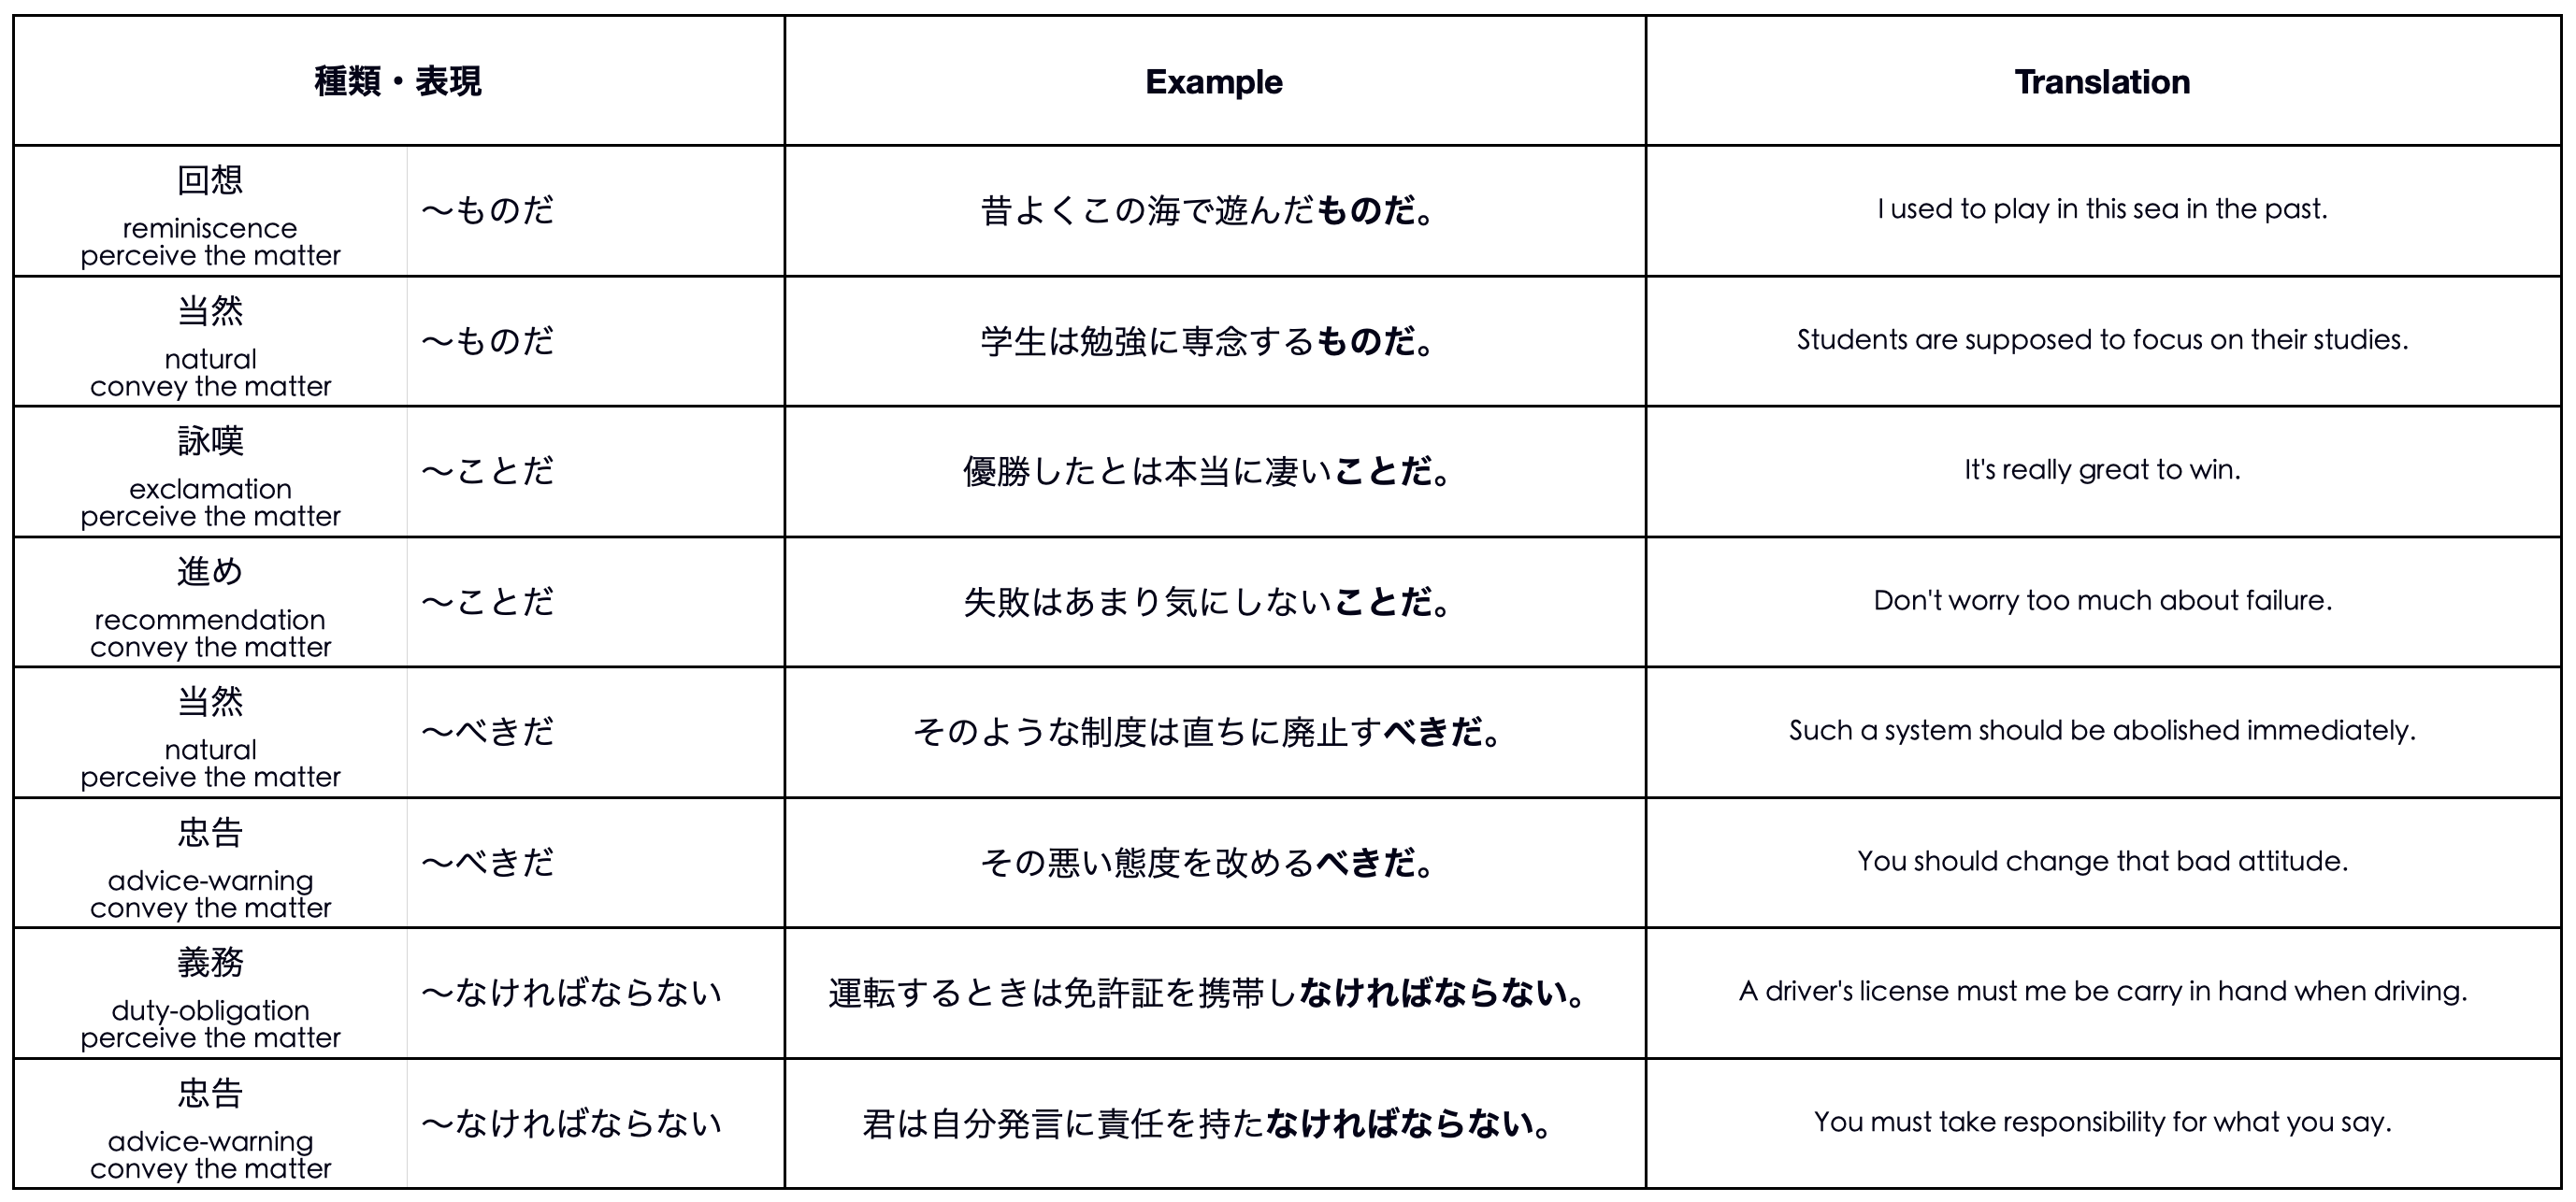 種類・表現
Example
Translation
回想
reminiscence
perceive the matter
～ものだ
昔よくこの海で遊んだものだ。
I used to play in this sea in the past.
当然
natural
convey the matter
～ものだ
学生は勉強に専念するものだ。
Students are supposed to focus on their studies.
詠嘆
exclamation
perceive the matter
～ことだ
優勝したとは本当に凄いことだ。
It's really great to win.
進め
recommendation
convey the matter
～ことだ
失敗はあまり気にしないことだ。
Don't worry too much about failure.
当然
natural
perceive the matter
～べきだ
そのような制度は直ちに廃止すべきだ。
Such a system should be abolished immediately.
忠告
advice-warning
convey the matter
～べきだ
その悪い態度を改めるべきだ。
You should change that bad attitude.
義務
duty-obligation
perceive the matter
～なければならない
運転するときは免許証を携帯しなければならない。
A driver's license must me be carry in hand when driving.
忠告
advice-warning
convey the matter
～なければならない
君は自分発言に責任を持たなければならない。
You must take responsibility for what you say.